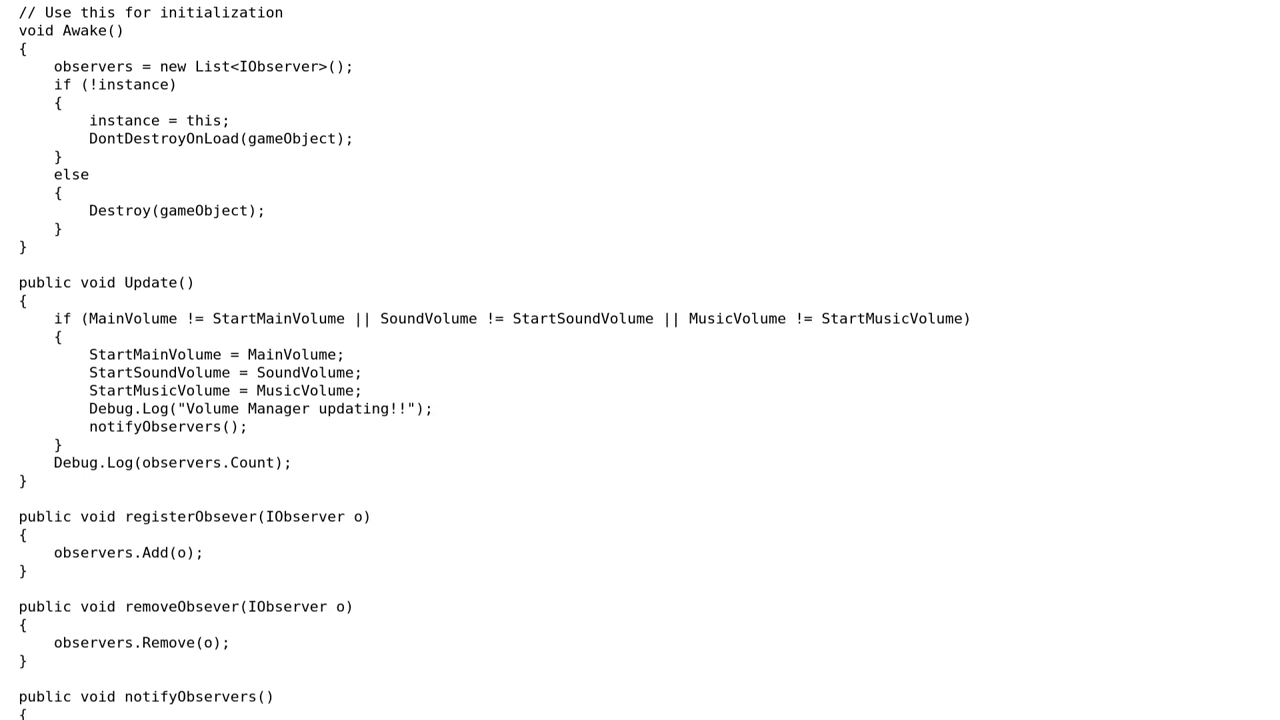 // Use this for initialization
void Awake()
{
    observers = new List<IObserver>();
    if (!instance)
    {
        instance = this;
        DontDestroyOnLoad(gameObject);
    }
    else
    {
        Destroy(gameObject);
    }
}

public void Update()
{
    if (MainVolume != StartMainVolume || SoundVolume != StartSoundVolume || MusicVolume != StartMusicVolume)
    {
        StartMainVolume = MainVolume;
        StartSoundVolume = SoundVolume;
        StartMusicVolume = MusicVolume;
        Debug.Log("Volume Manager updating!!");
        notifyObservers();
    }
    Debug.Log(observers.Count);
}

public void registerObsever(IObserver o)
{
    observers.Add(o);
}

public void removeObsever(IObserver o)
{
    observers.Remove(o);
}

public void notifyObservers()
{